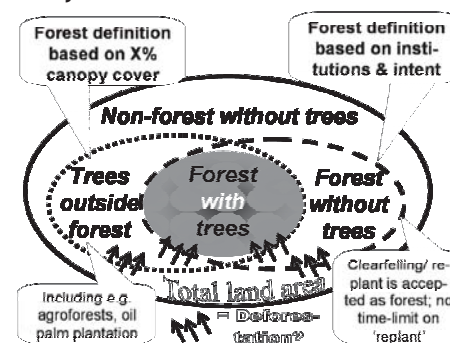 Forest definition
based on X%
canopy cover
Forest definition
based on insti-
tutions & intent
Non-forest without trees
Trees
outside
forest
Forest
with
trees
Forest
without
trees
Including e.g.
agroforests, oil
palm plantation
Total land area
= Defores-
tation?
Clearfelling/ re-
plant is accep-
ted as forest; no
time-limit on
'replant'